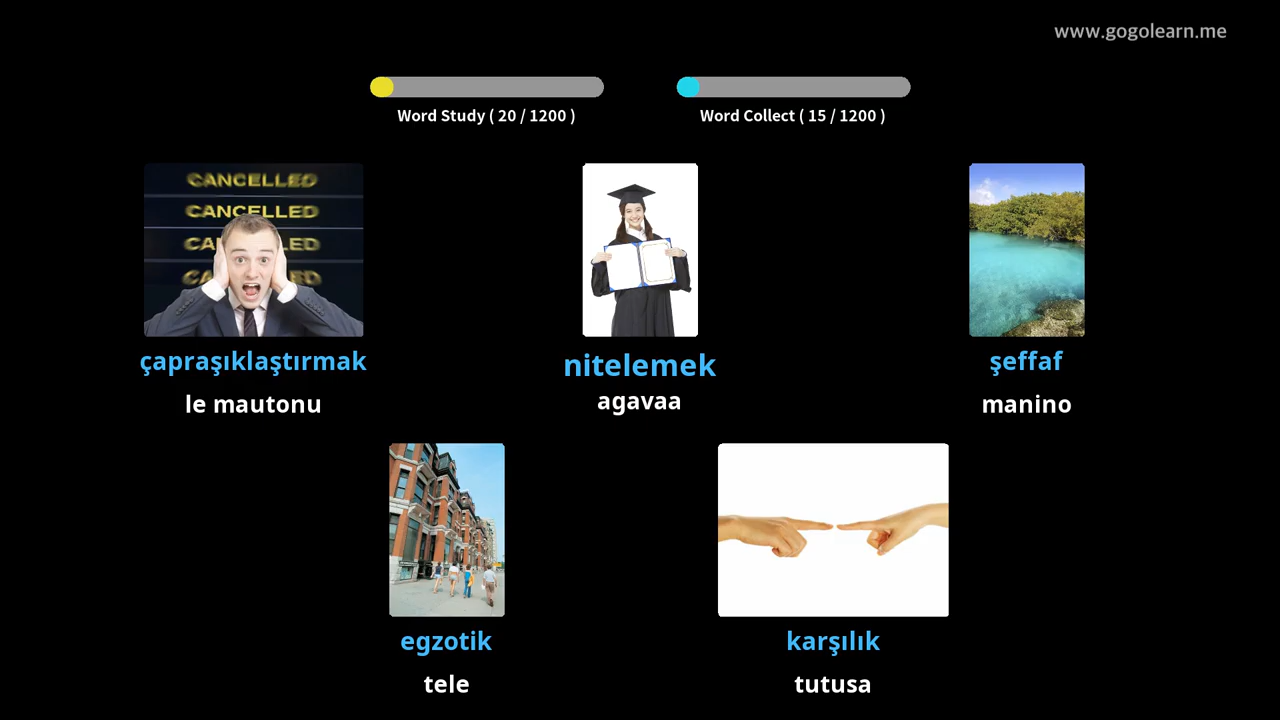 www.gogolearn.me
Word Study ( 20 / 1200 )
Word Collect ( 15 / 1200 )
CANCELLED
CANCELLED
çapraşıklaştırmak
le mautonu
nitelemek
agavaa
şeffaf
manino
egzotik
tele
karşılık
tutusa